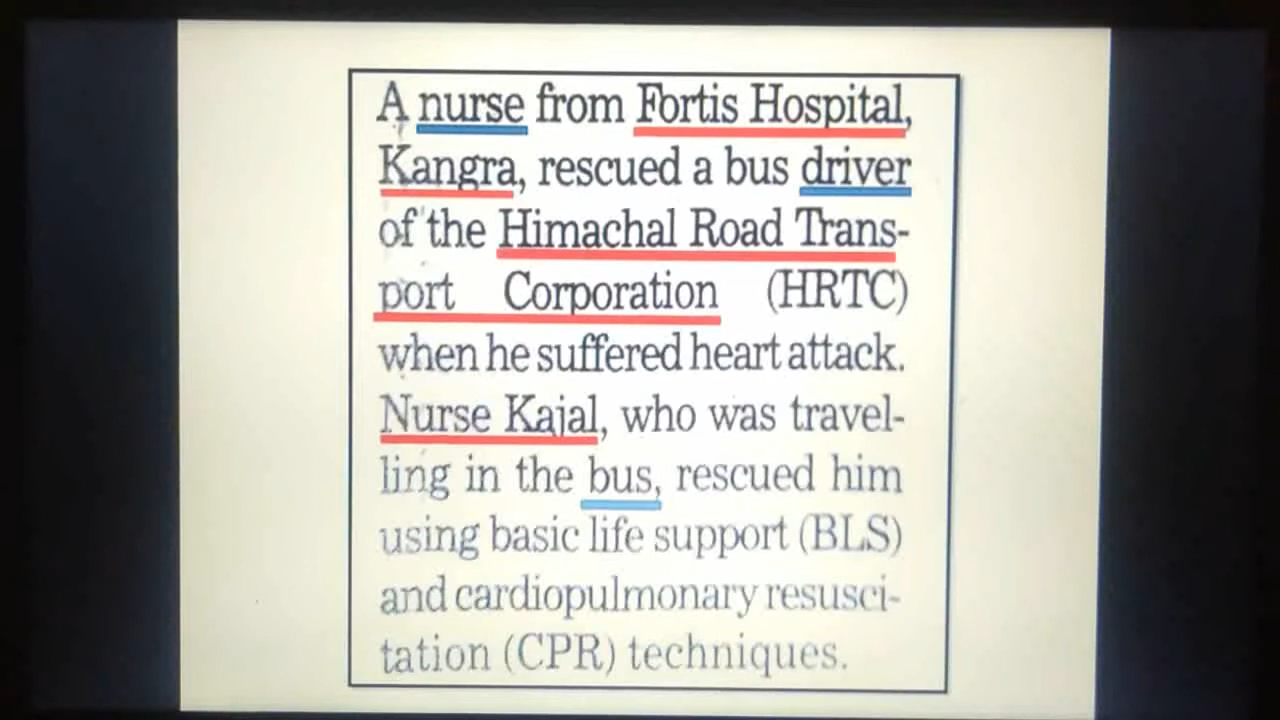 A nurse from Fortis Hospital,
Kangra, rescued a bus driver
of the Himachal Road Trans-
port Corporation (HRTC)
when he suffered heart attack.
Nurse Kajal, who was travel-
ling in the bus, rescued him
using basic life support (BLS)
and cardiopulmonary resusci-
tation (CPR) techniques.